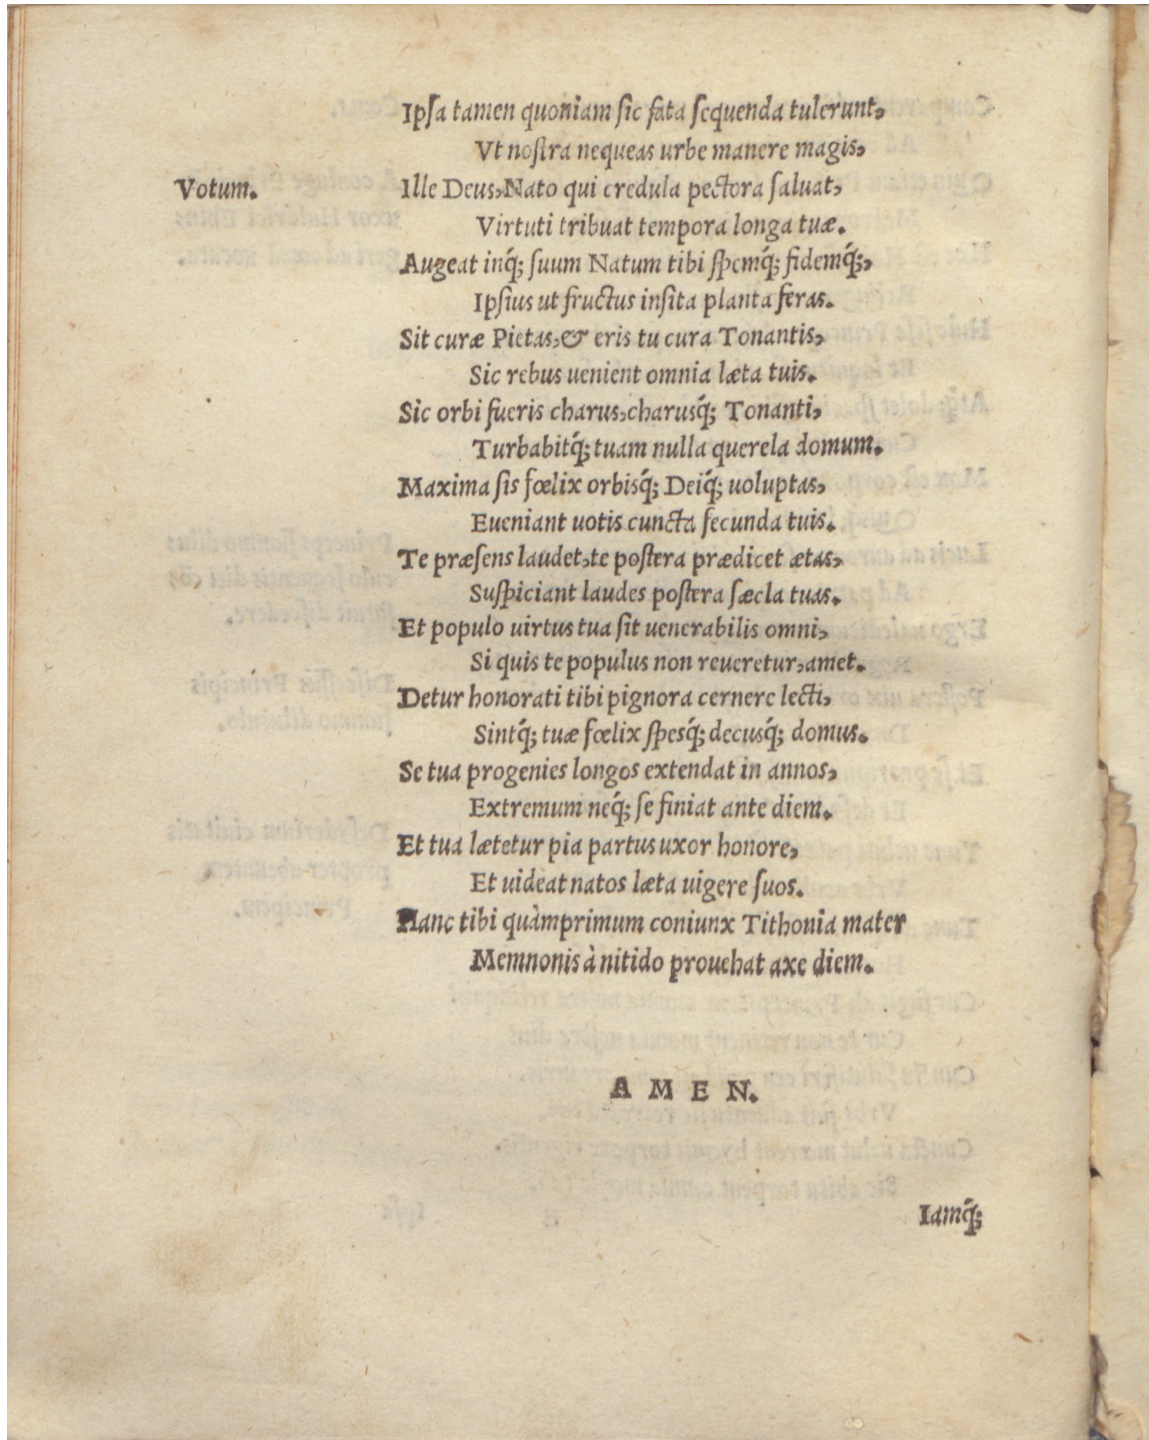 Ipſa tamen quoniam ſic fata ſequenda tulerunt,
Vt noſtra nequeas urbe manere magis,
Votum. Ille Deus, Nato qui credula pectora ſaluat,
Virtuti tribuat tempora longa tuæ.
Augeat inq́; ſuum Natum tibi ſpemq́; fidemq́;,
Ipſius ut fructus inſita planta feras.
Sit curæ Pietas, & eris tu cura Tonantis,
Sic rebus uenient omnia læta tuis.
Sic orbi fueris charus, charusq́; Tonanti,
Turbabitq́; tuam nulla querela domum.
Maxima ſis fœlix orbisq́; Deiq́; uoluptas,
Eueniant uotis cuncta ſecunda tuis.
Te præſens laudet, te poſtera prædicet ætas,
Suſpiciant laudes poſtera ſæcla tuas.
Et populo uirtus tua ſit uenerabilis omni,
Si quis te populus non reueretur, amet.
Detur honorati tibi pignora cernere lecti,
Sintq́; tuæ fœlix ſpesq́; decusq́; domus.
Se tua progenies longos extendat in annos,
Extremum neq́; ſe finiat ante diem.
Et tua lætetur pia partus uxor honore,
Et uideat natos læta uigere ſuos.
Hanc tibi quàmprimum coniunx Tithonia mater
Memnonis à nitido prouehat axe diem.
AMEN.
Iamq́;